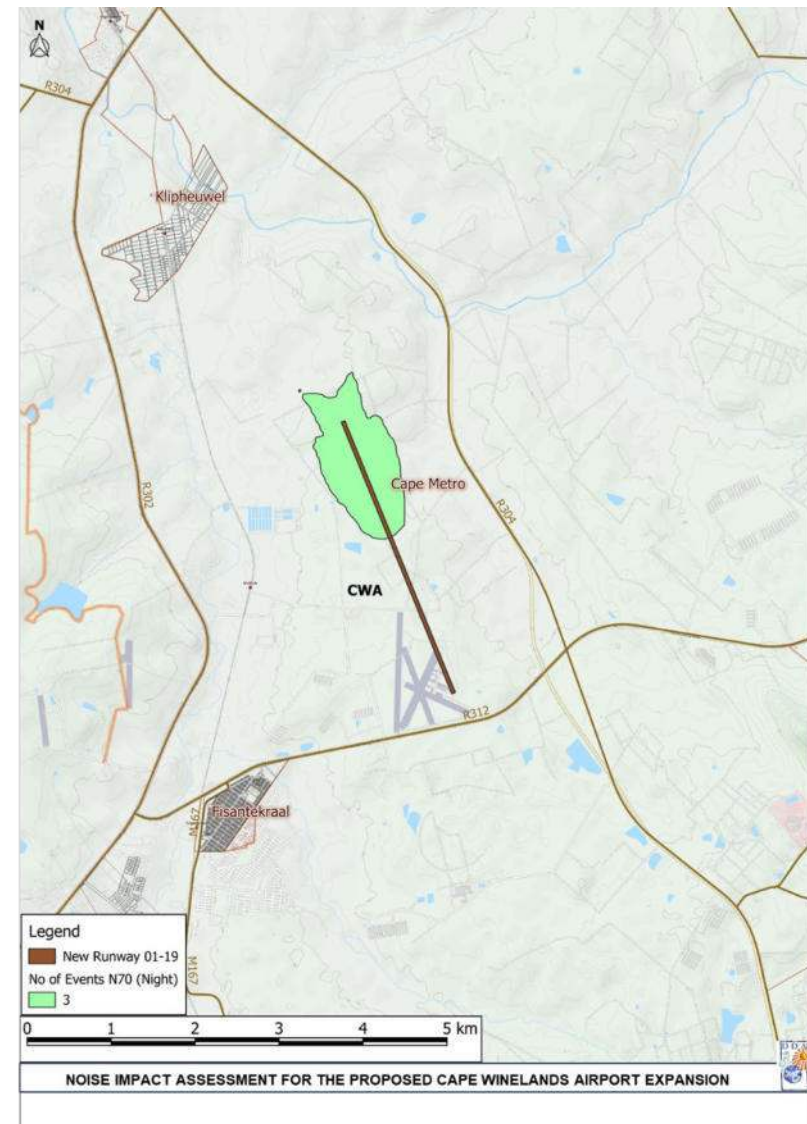 N
R304
Klipheuwel
R302
Cape Metro
R304
CWA
R312
Fisantekraal
M167
M167
Legend
New Runway 01-19
No of Events N70 (Night)
3
0 1 2 3 4 5 km
NOISE IMPACT ASSESSMENT FOR THE PROPOSED CAPE WINELANDS AIRPORT EXPANSION